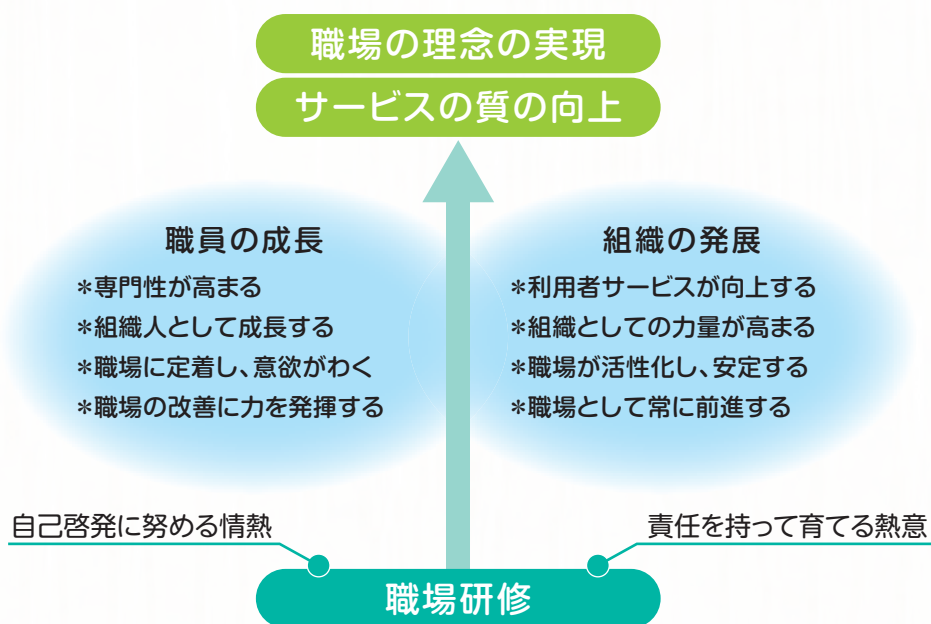 職場の理念の実現
サービスの質の向上
職員の成長
*専門性が高まる
*組織人として成長する
*職場に定着し、意欲がわく
*職場の改善に力を発揮する
組織の発展
*利用者サービスが向上する
*組織としての力量が高まる
*職場が活性化し、安定する
*職場として常に前進する
自己啓発に努める情熱
責任を持って育てる熱意
職場研修